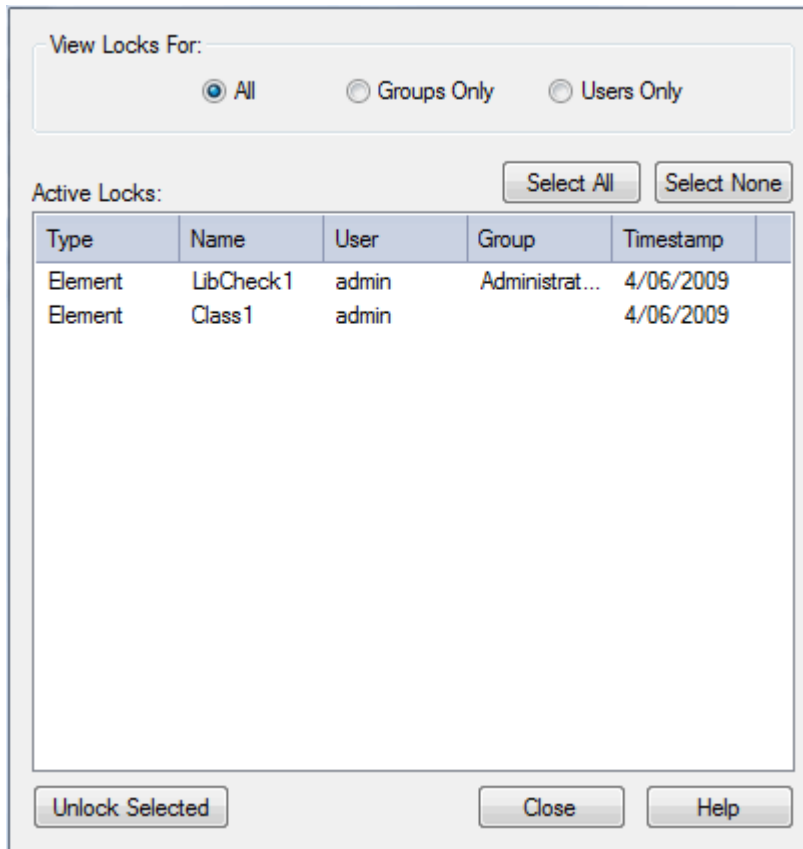 View Locks For:
All Groups Only Users Only
Select All Select None
Active Locks:
Type Name User Group Timestamp
Element LibCheck1 admin Administrat... 4/06/2009
Element Class1 admin 4/06/2009
Unlock Selected Close Help